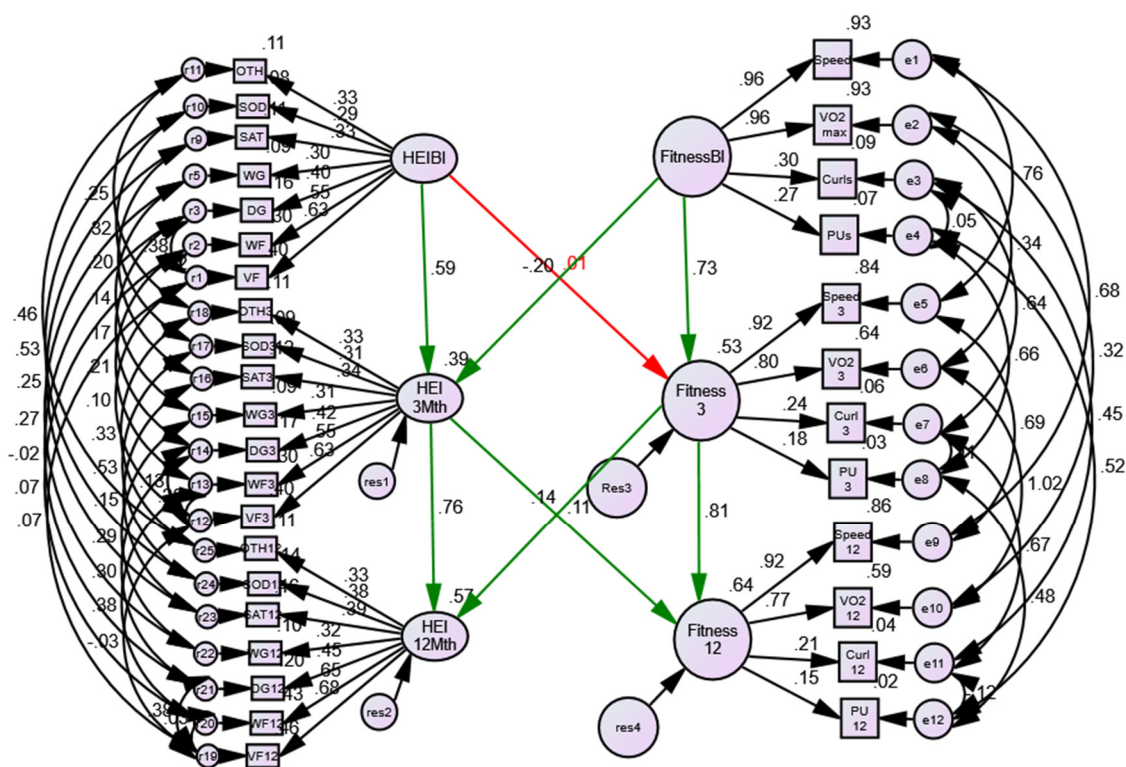 .11
.93
r11
OTH
.08
Speed
e1
.33
.96
.93
r10
SOD
.29
.96
VO2
max
e2
r9
SAT
.33
.09
.09
HEIBI
FitnessBl
.30
.30
.76
r5
WG
.40
Curls
e3
.16
.27
.07
.25
.55
r3
DG
.30
.63
.05
.32
PUs
e4
r2
WF
.40
.34
.38
.20
.59
-.20
.01
.73
.84
r1
VF
.11
.14
Speed
3
e5
.64
.68
r18
OTH3
.46
.33
.92
.64
.17
r17
SOD3
.31
.39
.53
.80
VO2
3
e6
.66
.32
.53
.34
.06
.21
r16
SAT3
.09
HEI
3Mth
Fitness
3
.25
.31
.24
.69
.45
.10
r15
WG3
.42
.17
Curl
3
e7
.27
.55
.18
.03
.33
r14
DG3
.30
.63
-.02
.52
.53
.13
r13
WF3
.40
res1
Res3
PU
3
e8
1.02
.07
.15
.14
.11
.86
r12
VF3
.11
.76
.81
.07
r25
OTH12
.14
Speed
12
e9
.67
.29
.33
.92
.59
r24
SOD12
.38
.57
.64
.30
.39
.77
VO2
12
e10
.48
r23
SAT12
.10
HEI
12Mth
Fitness
12
.38
.32
.04
r22
WG12
.45
.21
Curl
12
e11
-.03
.20
.65
.15
.02
r21
DG12
.43
.68
.12
.38
r20
WF12
.46
res2
res4
PU
12
e12
r19
VF12